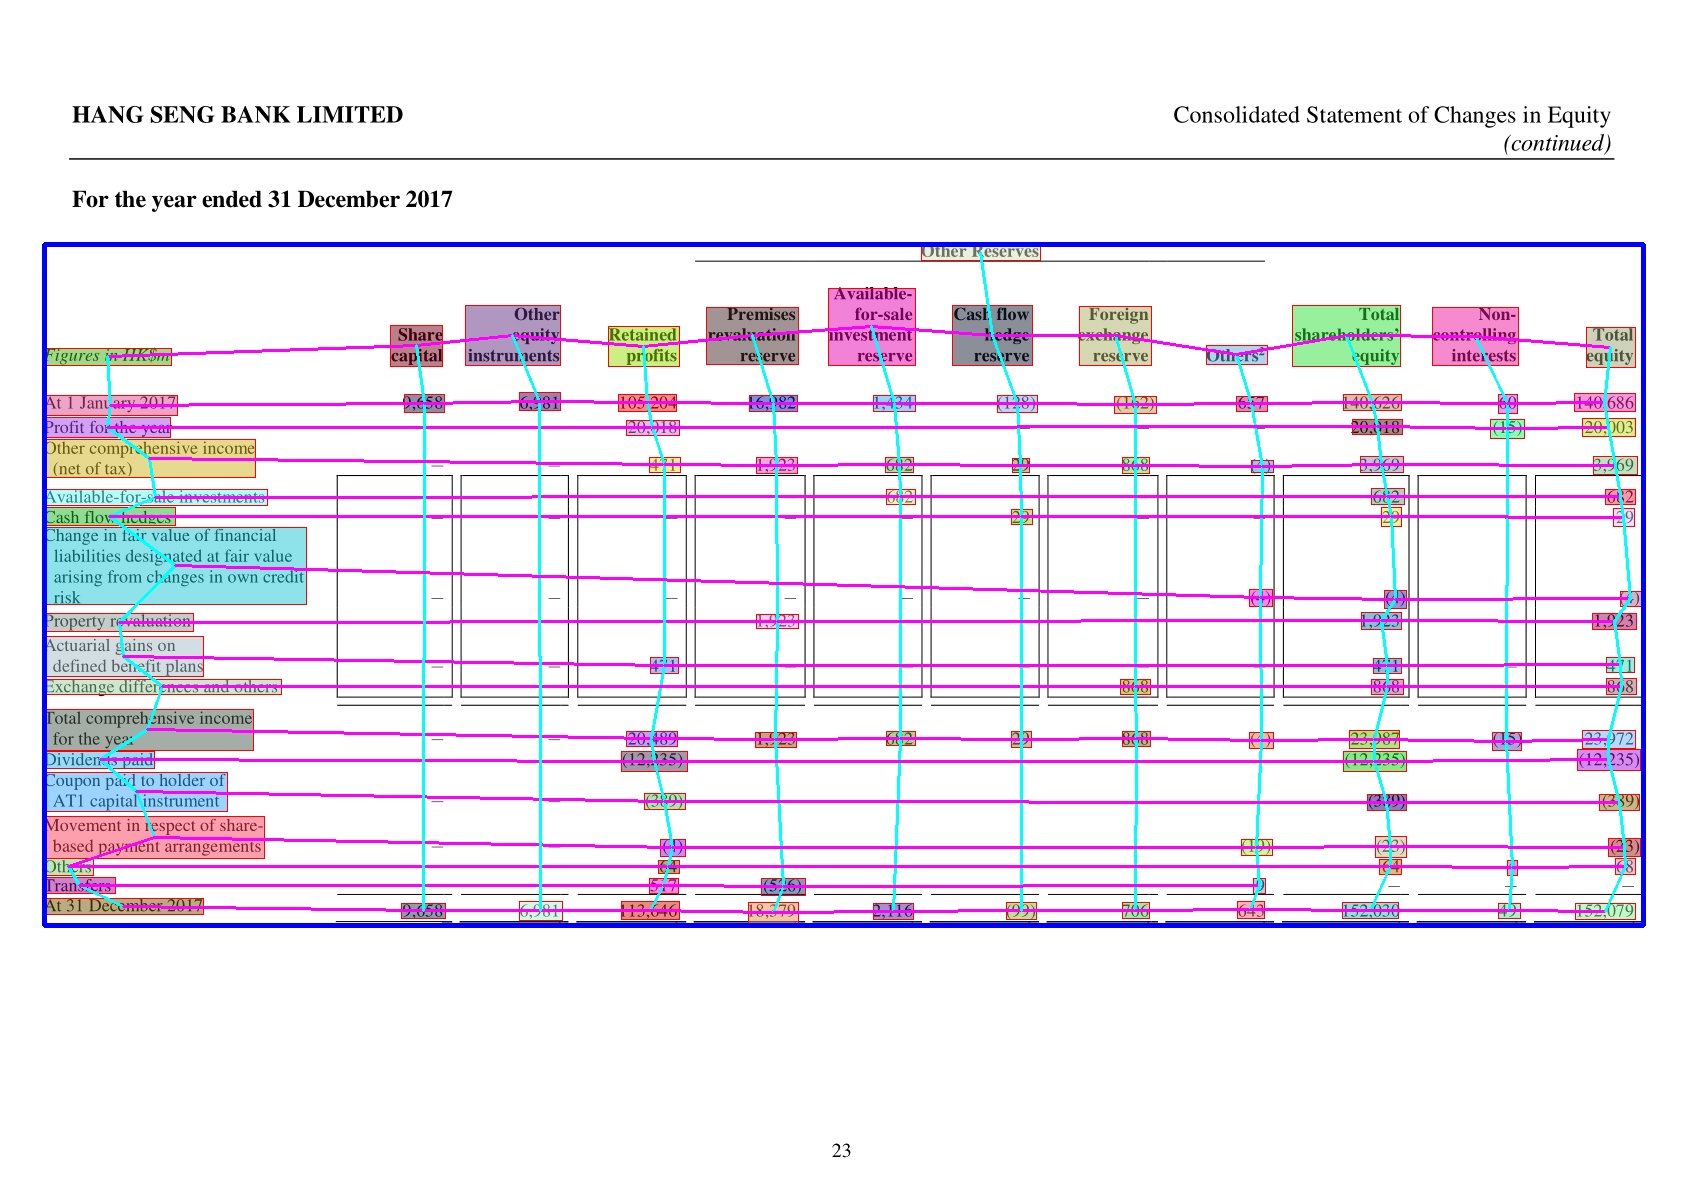 HANG SENG BANK LIMITED
Consolidated Statement of Changes in Equity
(continued)
For the year ended 31 December 2017
Other Reserves
Figures in HK$m
Share
capital
Other
equity
instruments
Retained
profits
Premises
revaluation
reserve
Available-
for-sale
investment
reserve
Cash flow
hedge
reserve
Foreign
exchange
reserve
Others²
Total
shareholders'
equity
Non-
controlling
interests
Total
equity
At 1 January 2017 9,658 6,981 105,204 16,982 1,434 (128) (162) 657 140,626 60 140,686
Profit for the year — — 20,018 — — — — — 20,018 (15) 20,003
Other comprehensive income
(net of tax) — — 471 1,923 682 29 868 (4) 3,969 — 3,969
Available-for-sale investments — — — — 682 — — — 682 — 682
Cash flow hedges — — — — — 29 — — 29 — 29
Change in fair value of financial
liabilities designated at fair value
arising from changes in own credit
risk — — — — — — — (4) (4) — (4)
Property revaluation — — — 1,923 — — — — 1,923 — 1,923
Actuarial gains on
defined benefit plans — — 471 — — — — — 471 — 471
Exchange differences and others — — — — — — 868 — 868 — 868
Total comprehensive income
for the year — — 20,489 1,923 682 29 868 (4) 23,987 (15) 23,972
Dividends paid — — (12,235) — — — — — (12,235) — (12,235)
Coupon paid to holder of
AT1 capital instrument — — (389) — — — — — (389) — (389)
Movement in respect of share-
based payment arrangements — — (4) — — — — (19) (23) — (23)
Others — — 64 — — — — — 64 4 68
Transfers — — 517 (526) — — — 9 — — —
At 31 December 2017 9,658 6,981 113,646 18,379 2,116 (99) 706 643 152,030 49 152,079
23